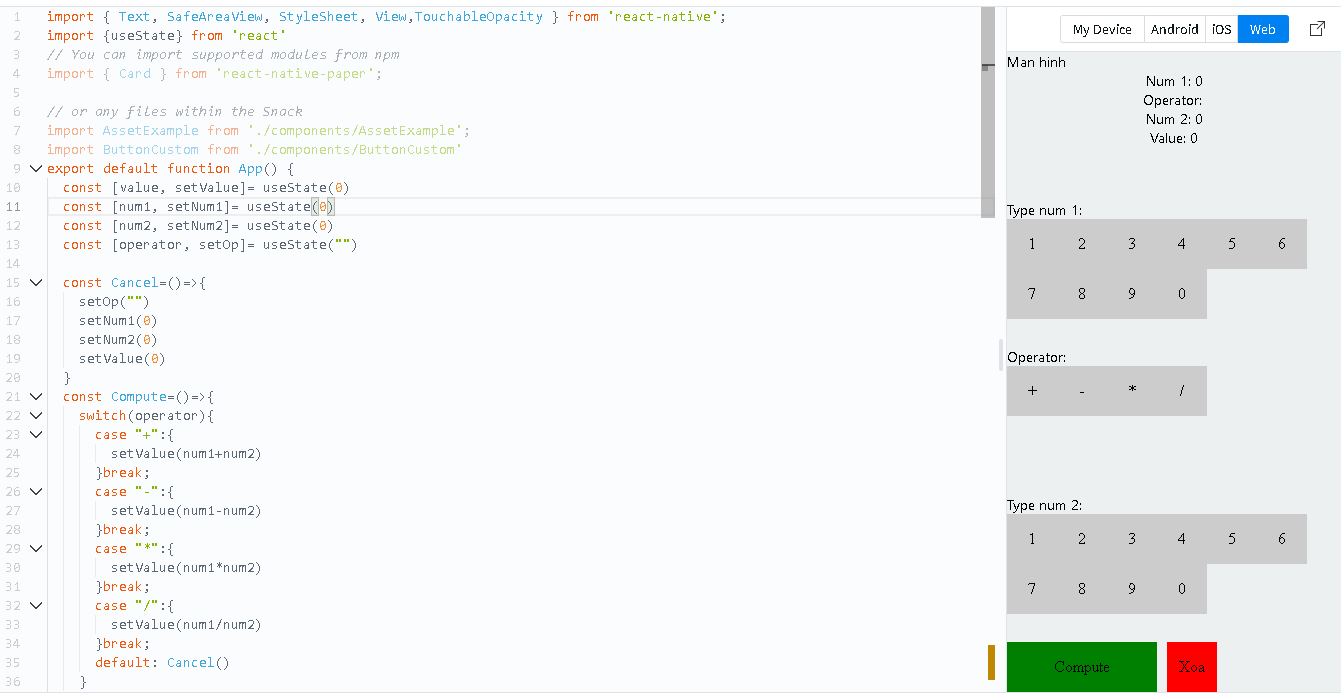 1 import { Text, SafeAreaView, StyleSheet, View,TouchableOpacity } from 'react-native';
2 import {useState} from 'react'
3 // You can import supported modules from npm
4 import { Card } from 'react-native-paper';
5
6 // or any files within the Snack
7 import AssetExample from './components/AssetExample';
8 import ButtonCustom from './components/ButtonCustom'
9 export default function App() {
10 const [value, setValue]= useState(0)
11 const [num1, setNum1]= useState(0)
12 const [num2, setNum2]= useState(0)
13 const [operator, setOp]= useState("")
14
15 const Cancel=()=>{
16 setOp("")
17 setNum1(0)
18 setNum2(0)
19 setValue(0)
20 }
21 const Compute=()=>{
22 switch(operator){
23 case "+":{
24 setValue(num1+num2)
25 }break;
26 case "-":{
27 setValue(num1-num2)
28 }break;
29 case "*":{
30 setValue(num1*num2)
31 }break;
32 case "/":{
33 setValue(num1/num2)
34 }break;
35 default: Cancel()
36 }
My Device Android iOS Web
Man hinh
Num 1: 0
Operator:
Num 2: 0
Value: 0
Type num 1:
1 2 3 4 5 6
7 8 9 0
Operator:
+ - * /
Type num 2:
1 2 3 4 5 6
7 8 9 0
Compute Xoa